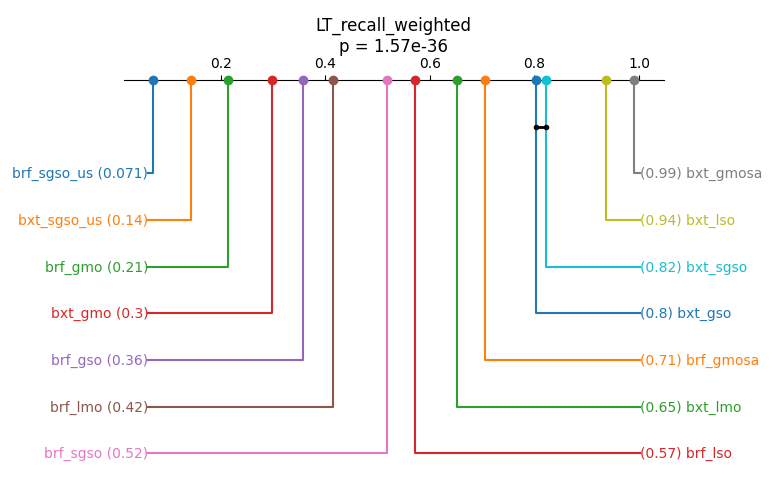 LT_recall_weighted
p = 1.57e-36
0.2 0.4 0.6 0.8 1.0
brf_sgso_us (0.071) (0.99) bxt_gmosa
bxt_sgso_us (0.14) (0.94) bxt_lso
brf_gmo (0.21) (0.82) bxt_sgso
bxt_gmo (0.3) (0.8) bxt_gso
brf_gso (0.36) (0.71) brf_gmosa
brf_lmo (0.42) (0.65) bxt_lmo
brf_sgso (0.52) (0.57) brf_lso